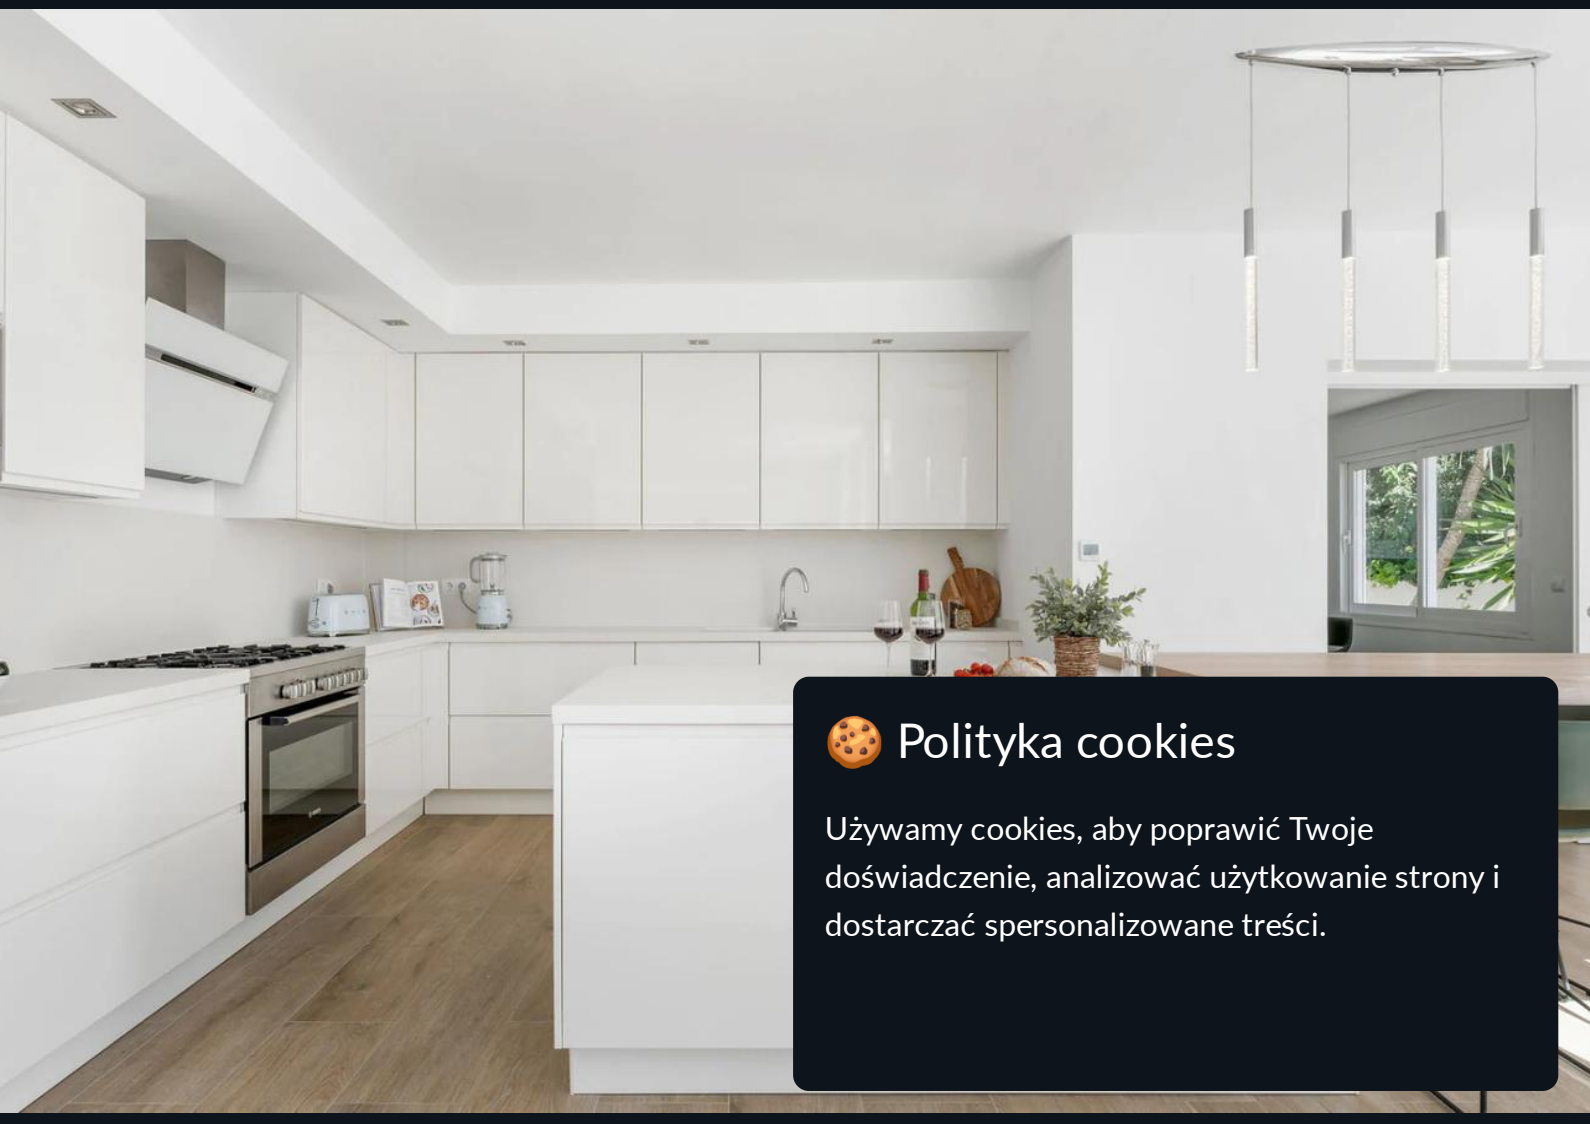 🍪 Polityka cookies
Używamy cookies, aby poprawić Twoje
doświadczenie, analizować użytkowanie strony i
dostarczać spersonalizowane treści.